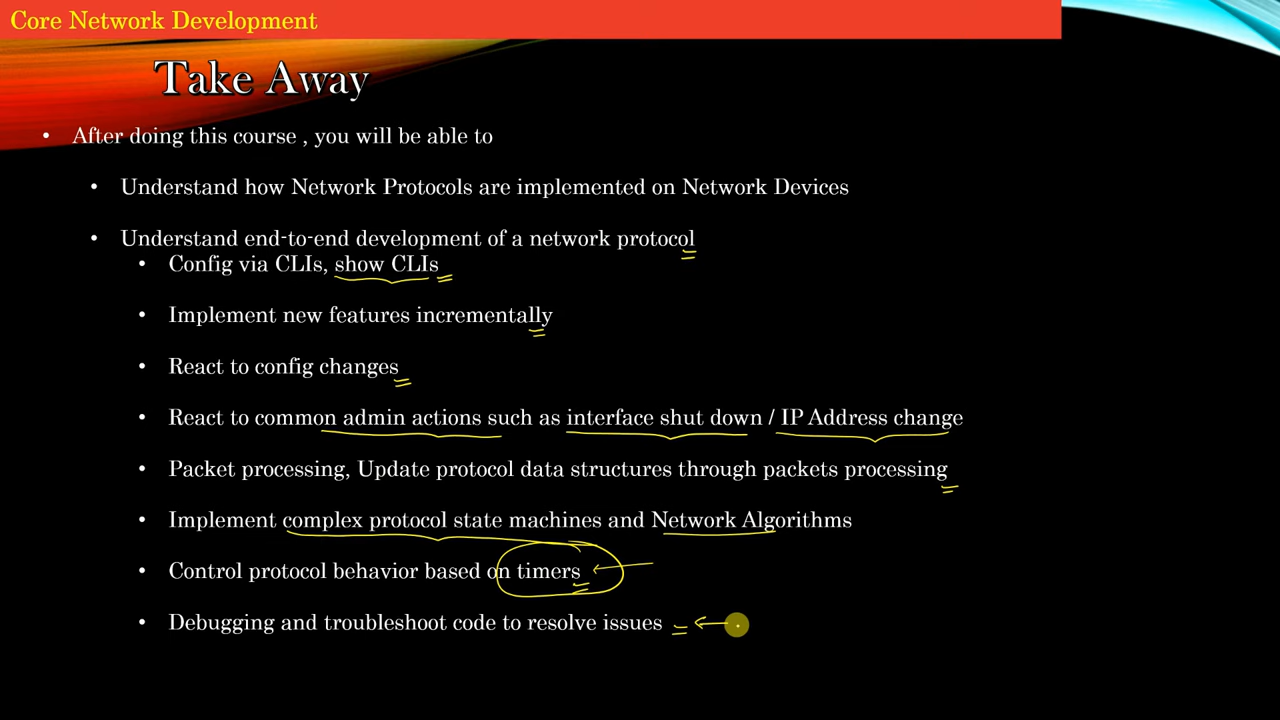 Core Network Development
Take Away
• After doing this course , you will be able to
• Understand how Network Protocols are implemented on Network Devices
• Understand end-to-end development of a network protocol
• Config via CLIs, show CLIs
• Implement new features incrementally
• React to config changes
• React to common admin actions such as interface shut down / IP Address change
• Packet processing, Update protocol data structures through packets processing
• Implement complex protocol state machines and Network Algorithms
• Control protocol behavior based on timers
• Debugging and troubleshoot code to resolve issues